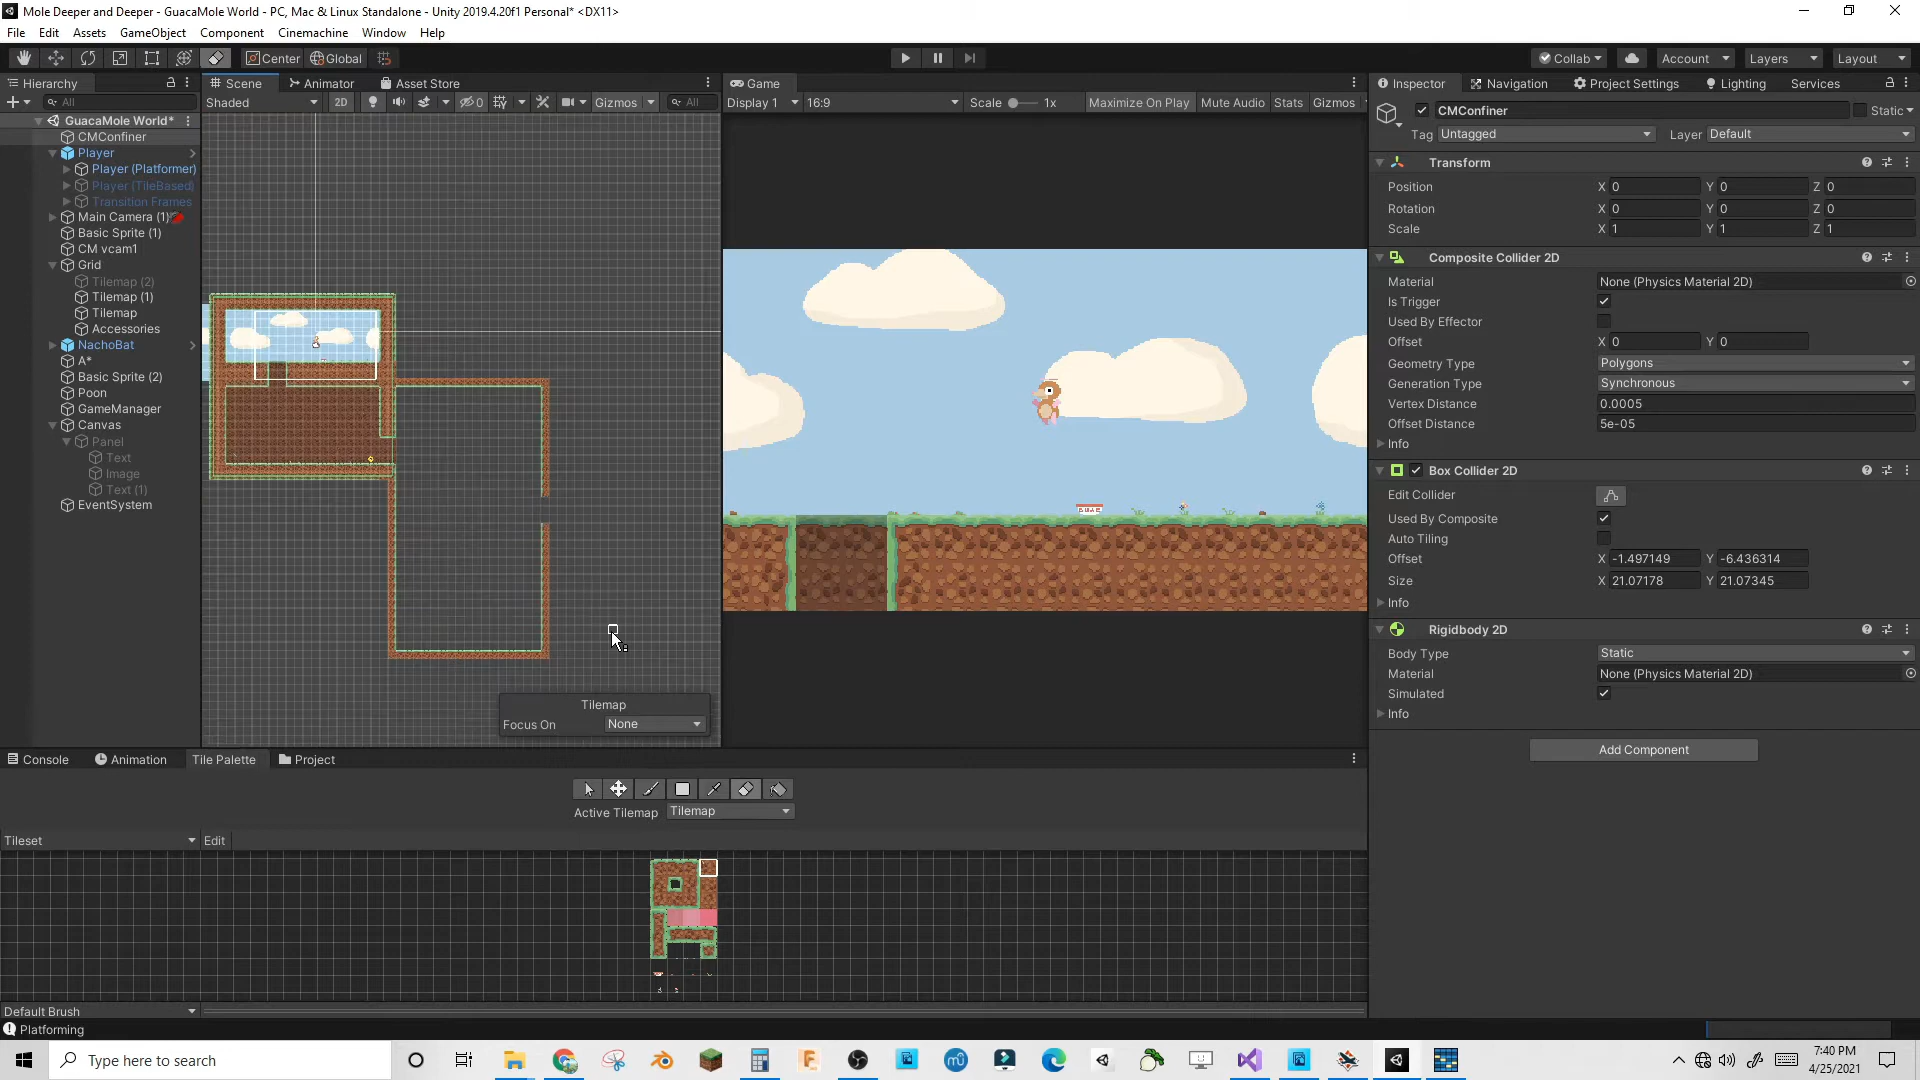 Mole Deeper and Deeper - GuacaMole World - PC, Mac & Linux Standalone - Unity 2019.4.20f1 Personal* <DX11>
File Edit Assets GameObject Component Cinemachine Window Help
Center Global Collab Account Layers Layout
Hierarchy Scene Animator Asset Store Game Inspector Navigation Project Settings Lighting Services
All Shaded 2D 0 Gizmos All Display 1 16:9 Scale 1x Maximize On Play Mute Audio Stats Gizmos
GuacaMole World*
CMConfiner
Player
Player (Platformer)
Player (TileBased)
Transition Frames
Main Camera (1)
Basic Sprite (1)
CM vcam1
Grid
Tilemap (2)
Tilemap (1)
Tilemap
Accessories
NachoBat
A*
Basic Sprite (2)
Poon
GameManager
Canvas
Panel
Text
Image
Text (1)
EventSystem
Tilemap
Focus On None
CMConfiner Static
Tag Untagged Layer Default
Transform
Position X 0 Y 0 Z 0
Rotation X 0 Y 0 Z 0
Scale X 1 Y 1 Z 1
Composite Collider 2D
Material None (Physics Material 2D)
Is Trigger
Used By Effector
Offset X 0 Y 0
Geometry Type Polygons
Generation Type Synchronous
Vertex Distance 0.0005
Offset Distance 5e-05
Info
Box Collider 2D
Edit Collider
Used By Composite
Auto Tiling
Offset X -1.497149 Y -6.436314
Size X 21.07178 Y 21.07345
Info
Rigidbody 2D
Body Type Static
Material None (Physics Material 2D)
Simulated
Info
Add Component
Console Animation Tile Palette Project
Active Tilemap Tilemap
Tileset Edit
Default Brush
Platforming
Type here to search
7:40 PM
4/25/2021